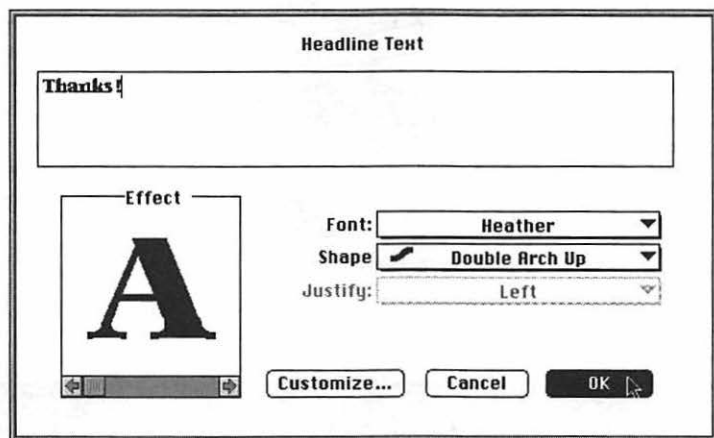 Headline Text
Thanks!
Effect
A
Font: Heather
Shape Double Arch Up
Justify: Left
Customize... Cancel OK